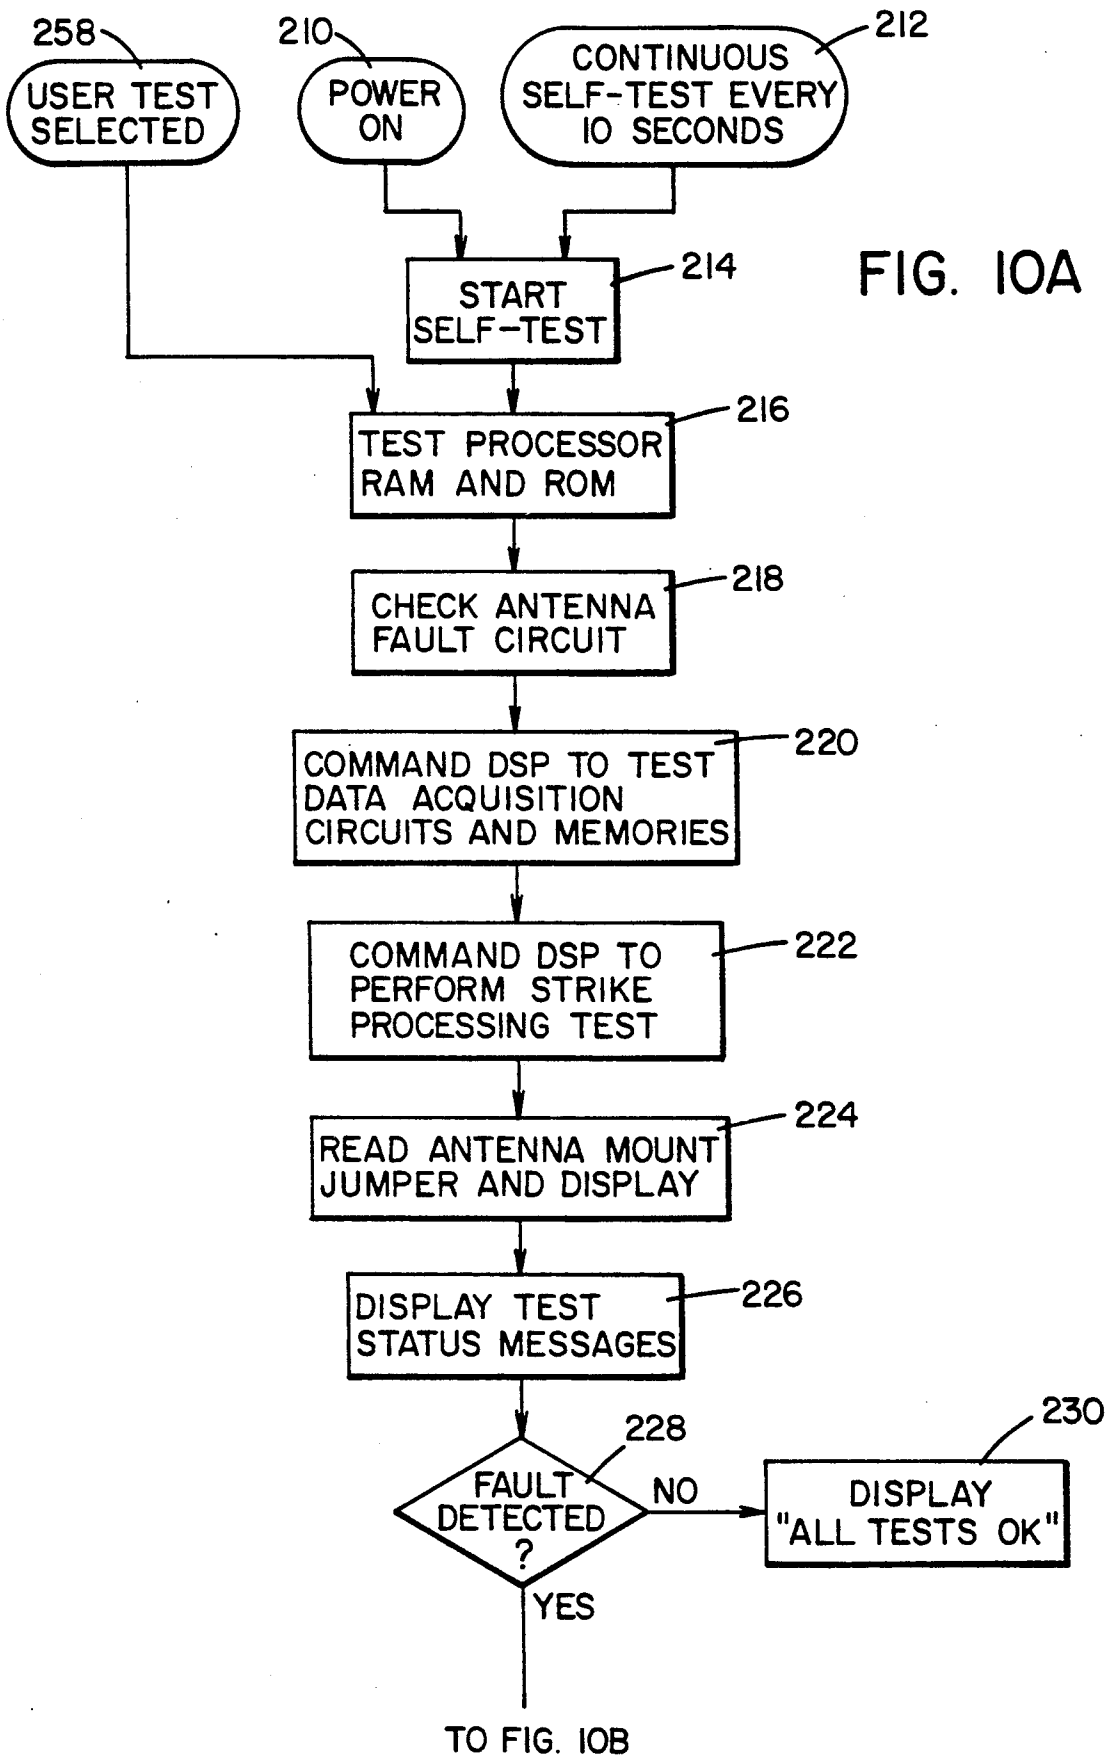 258
USER TEST
SELECTED
210
POWER
ON
212
CONTINUOUS
SELF-TEST EVERY
10 SECONDS
FIG. 10A
214
START
SELF-TEST
216
TEST PROCESSOR
RAM AND ROM
218
CHECK ANTENNA
FAULT CIRCUIT
220
COMMAND DSP TO TEST
DATA ACQUISITION
CIRCUITS AND MEMORIES
222
COMMAND DSP TO
PERFORM STRIKE
PROCESSING TEST
224
READ ANTENNA MOUNT
JUMPER AND DISPLAY
226
DISPLAY TEST
STATUS MESSAGES
228
FAULT
DETECTED
?
NO
230
DISPLAY
"ALL TESTS OK"
YES
TO FIG. 10B